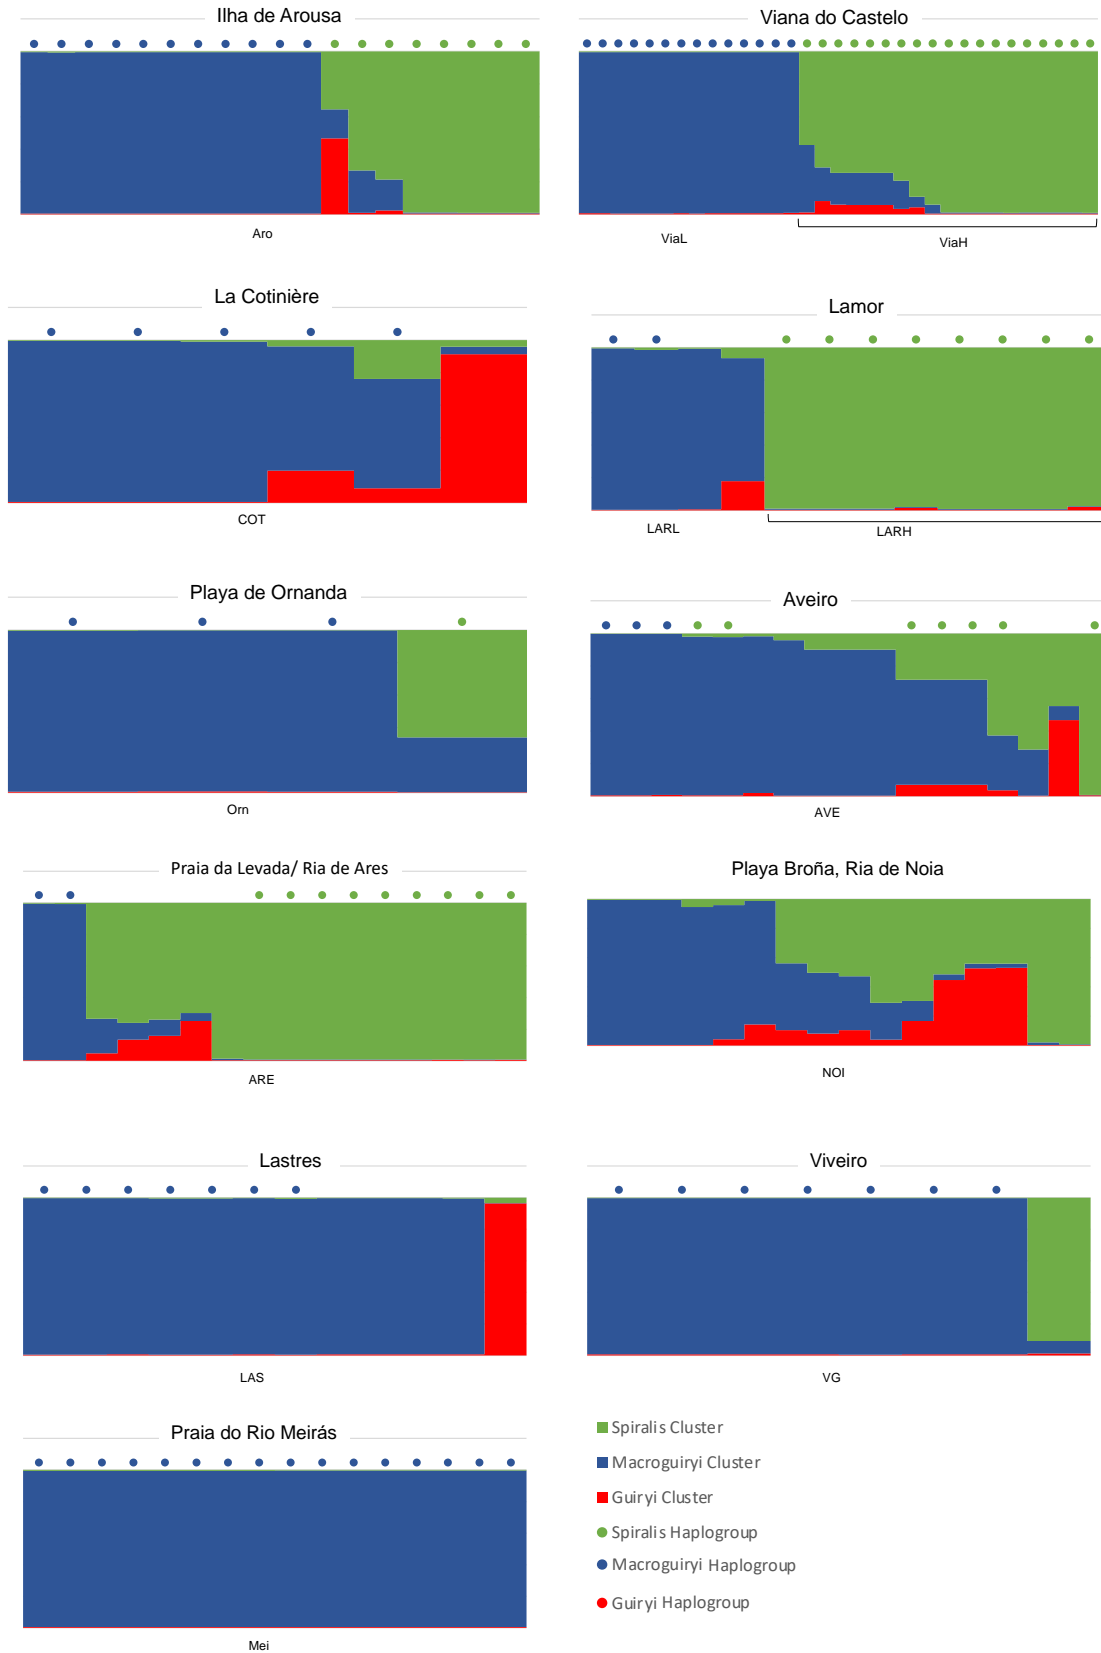 Ilha de Arousa
Viana do Castelo
Aro
ViaL
ViaH
La Cotinière
Lamor
COT
LARL
LARH
Playa de Ornanda
Aveiro
Orn
AVE
Praia da Levada/ Ria de Ares
Playa Broña, Ria de Noia
ARE
NOI
Lastres
Viveiro
LAS
VG
Praia do Rio Meirás
Mei
Spiralis Cluster
Macroguiryi Cluster
Guiryi Cluster
Spiralis Haplogroup
Macroguiryi Haplogroup
Guiryi Haplogroup